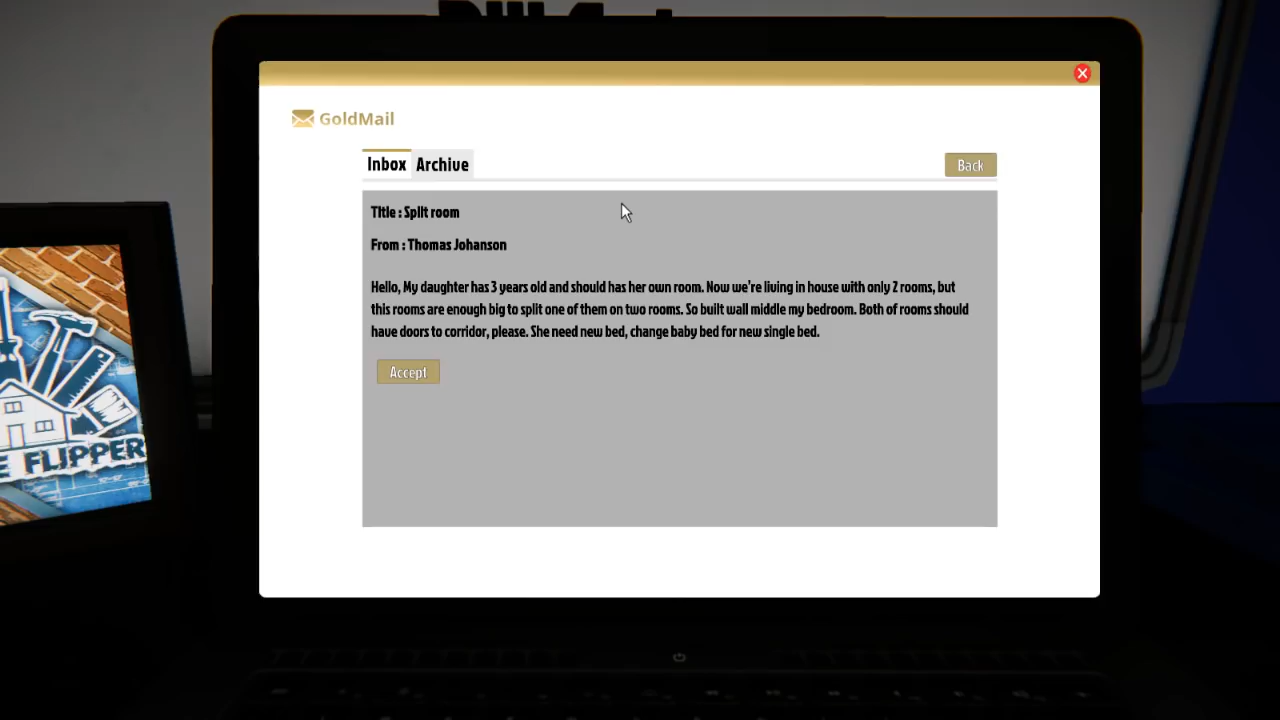 GoldMail
Inbox Archive
Back
Title : Split room
From : Thomas Johanson
Hello, My daughter has 3 years old and should has her own room. Now we're living in house with only 2 rooms, but
this rooms are enough big to split one of them on two rooms. So built wall middle my bedroom. Both of rooms should
have doors to corridor, please. She need new bed, change baby bed for new single bed.
Accept
FLIPPER